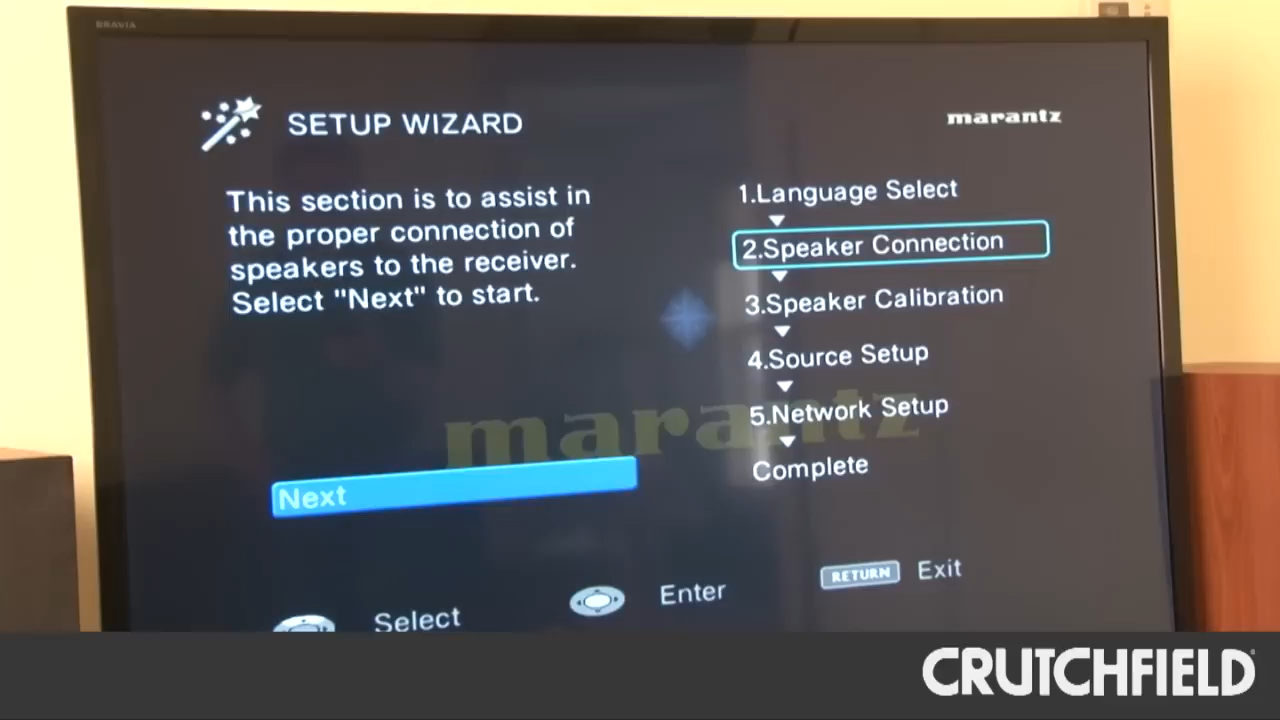 BRAVIA
SETUP WIZARD
marantz
This section is to assist in
the proper connection of
speakers to the receiver.
Select "Next" to start.
1.Language Select
2.Speaker Connection
3.Speaker Calibration
4.Source Setup
5.Network Setup
Complete
marantz
Next
Select
Enter
RETURN Exit
CRUTCHFIELD